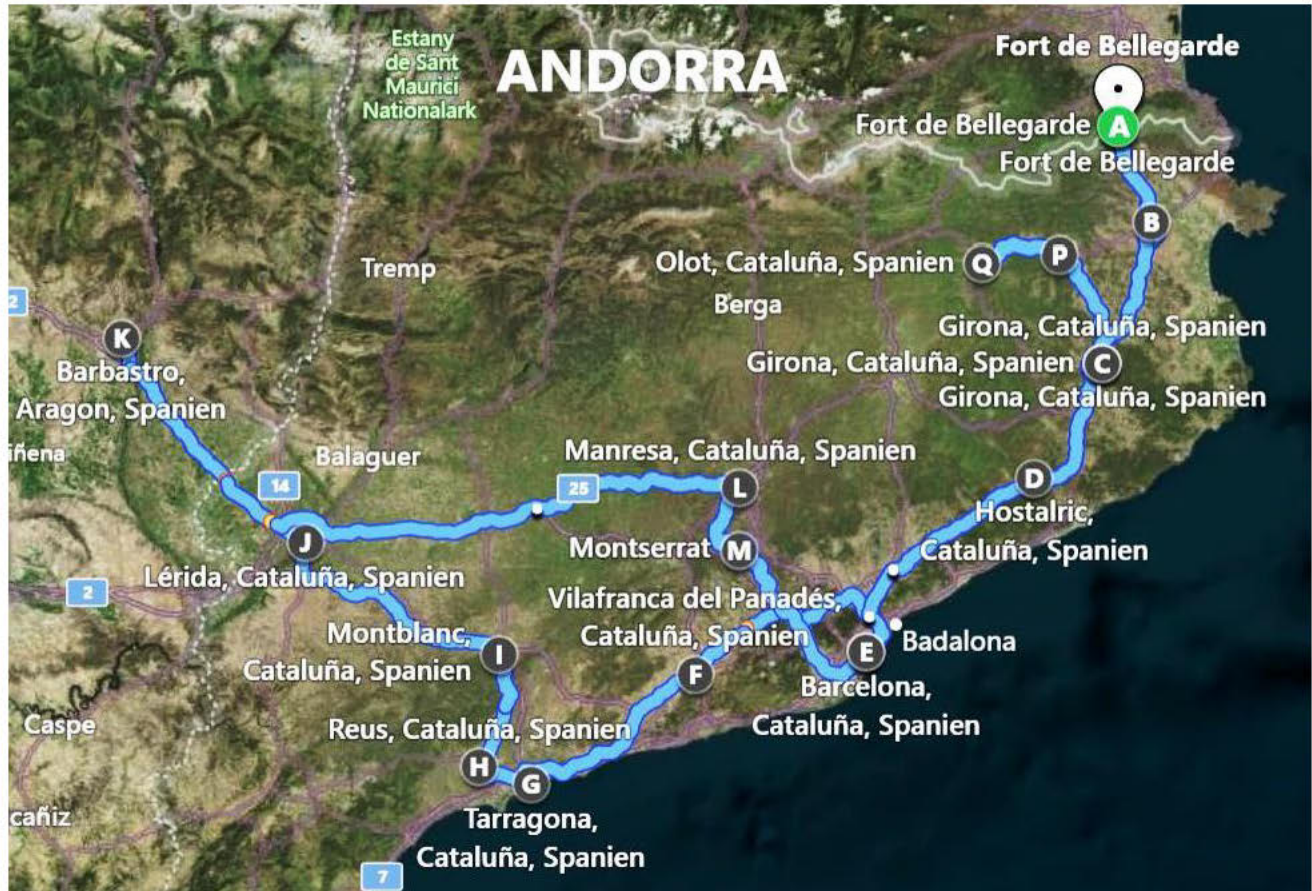 Estany
de Sant
Maurici
Nationalark
ANDORRA
Fort de Bellegarde
Fort de Bellegarde
A
Fort de Bellegarde
B
Tremp
Olot, Cataluña, Spanien
Q
P
Berga
2
K
Girona, Cataluña, Spanien
Girona, Cataluña, Spanien
C
Girona, Cataluña, Spanien
Barbastro,
Aragon, Spanien
iñena
Balaguer
Manresa, Cataluña, Spanien
14
25
L
D
Hostalric,
Cataluña, Spanien
J
Montserrat
M
Lérida, Cataluña, Spanien
2
Vilafranca del Panadés,
Cataluña, Spanien
Badalona
Montblanc,
Cataluña, Spanien
I
E
F
Barcelona,
Cataluña, Spanien
Caspe
Reus, Cataluña, Spanien
H
G
Tarragona,
Cataluña, Spanien
cañiz
7